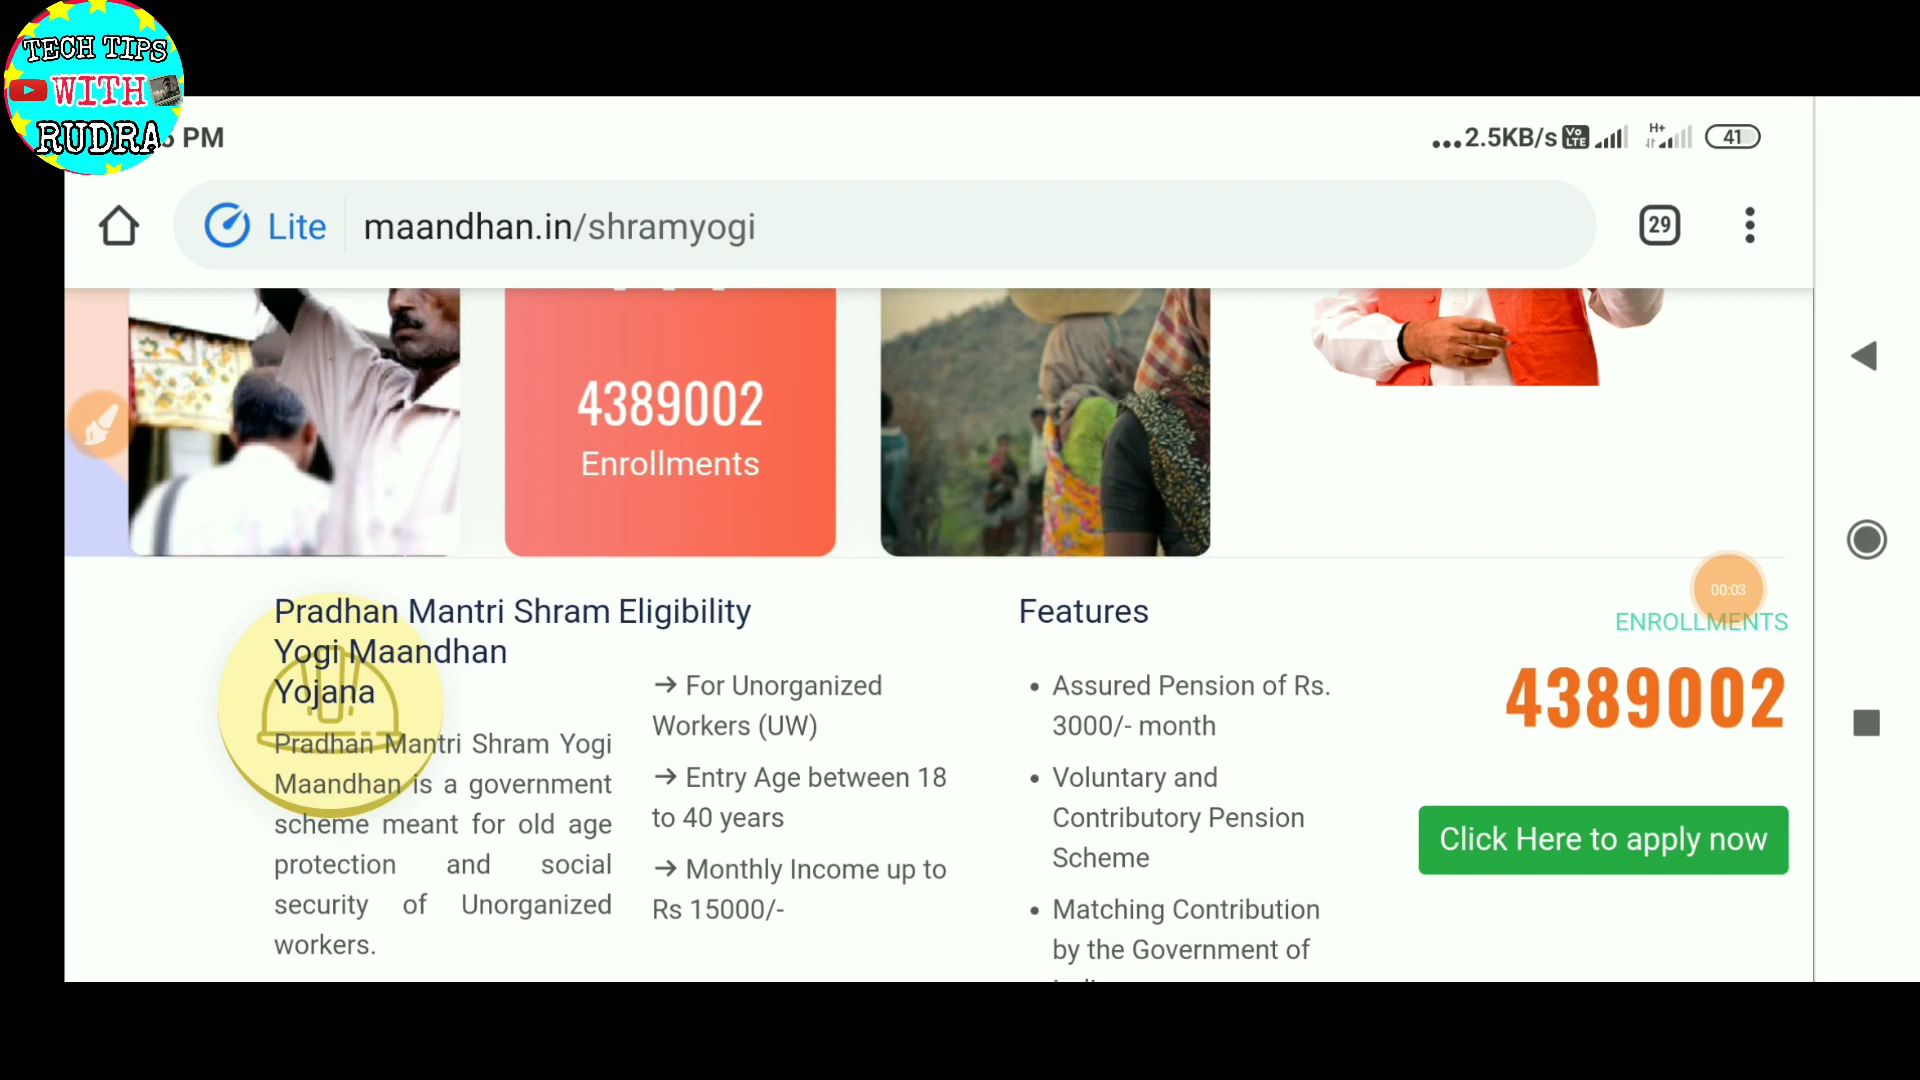 TECH TIPS
WITH
RUDRA
PM
...2.5KB/s
Vo
LTE
H+
41
Lite
maandhan.in/shramyogi
29
4389002
Enrollments
Pradhan Mantri Shram
Yogi Maandhan
Yojana
Pradhan Mantri Shram Yogi
Maandhan is a government
scheme meant for old age
protection and social
security of Unorganized
workers.
Eligibility
→ For Unorganized
Workers (UW)
→ Entry Age between 18
to 40 years
→ Monthly Income up to
Rs 15000/-
Features
• Assured Pension of Rs.
3000/- month
• Voluntary and
Contributory Pension
Scheme
• Matching Contribution
by the Government of
00:03
ENROLLMENTS
4389002
Click Here to apply now